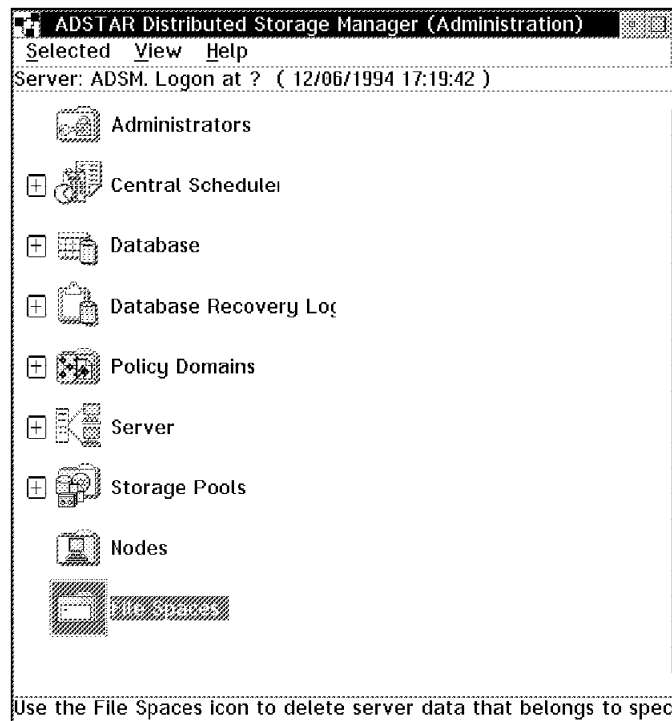 ADSTAR Distributed Storage Manager (Administration)
Selected View Help
Server: ADSM. Logon at ? ( 12/06/1994 17:19:42 )
Administrators
Central Scheduler
Database
Database Recovery Log
Policy Domains
Server
Storage Pools
Nodes
File Spaces
Use the File Spaces icon to delete server data that belongs to spec